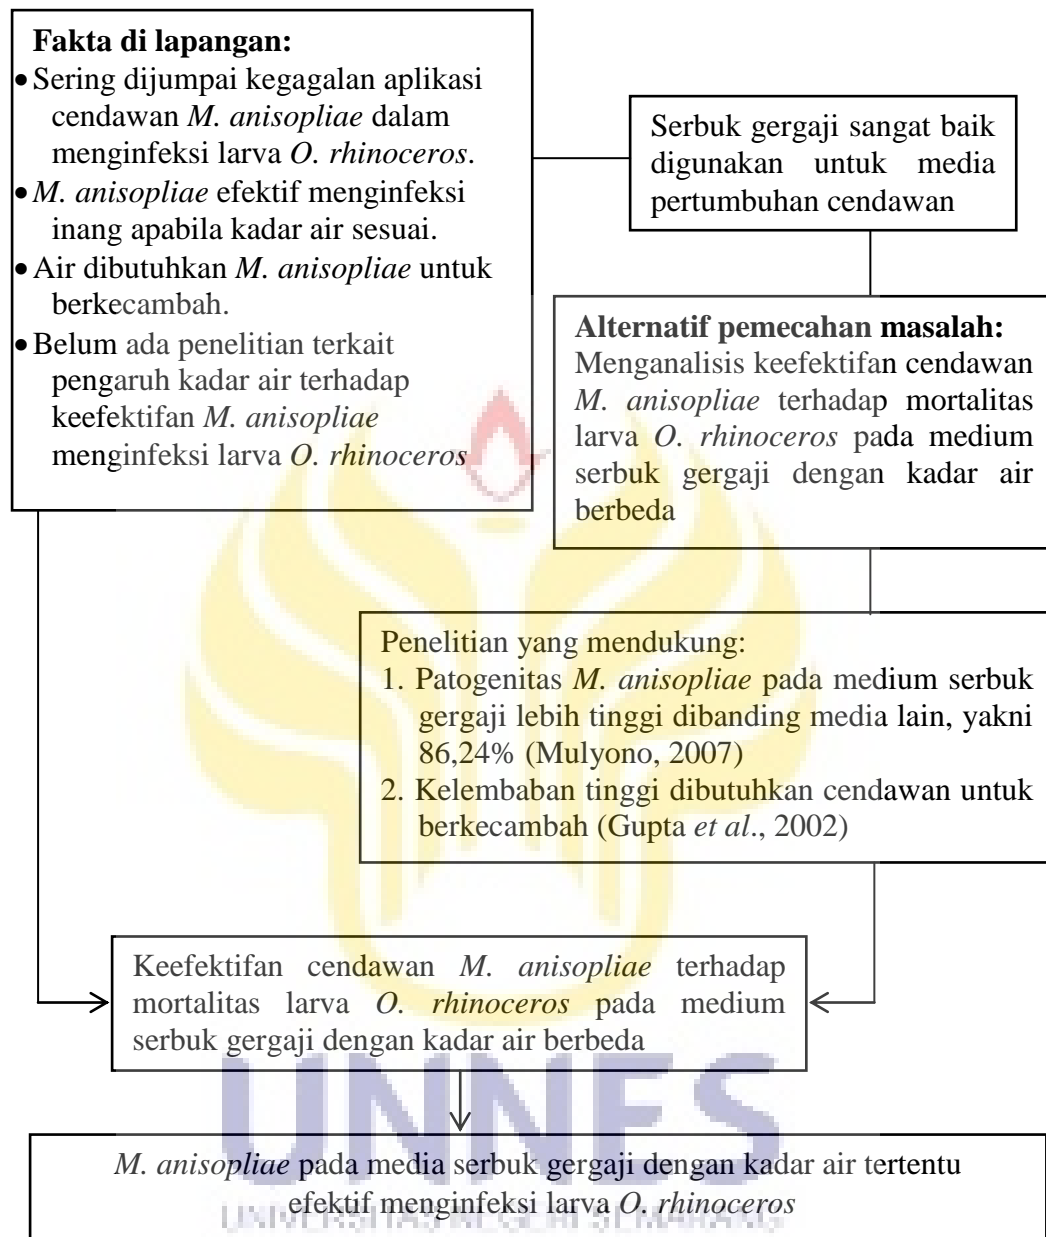 Fakta di lapangan:
• Sering dijumpai kegagalan aplikasi
cendawan M. anisopliae dalam
menginfeksi larva O. rhinoceros.
• M. anisopliae efektif menginfeksi
inang apabila kadar air sesuai.
• Air dibutuhkan M. anisopliae untuk
berkecambah.
• Belum ada penelitian terkait
pengaruh kadar air terhadap
keefektifan M. anisopliae
menginfeksi larva O. rhinoceros
Serbuk gergaji sangat baik
digunakan untuk media
pertumbuhan cendawan
Alternatif pemecahan masalah:
Menganalisis keefektifan cendawan
M. anisopliae terhadap mortalitas
larva O. rhinoceros pada medium
serbuk gergaji dengan kadar air
berbeda
Penelitian yang mendukung:
1. Patogenitas M. anisopliae pada medium serbuk
gergaji lebih tinggi dibanding media lain, yakni
86,24% (Mulyono, 2007)
2. Kelembaban tinggi dibutuhkan cendawan untuk
berkecambah (Gupta et al., 2002)
Keefektifan cendawan M. anisopliae terhadap
mortalitas larva O. rhinoceros pada medium
serbuk gergaji dengan kadar air berbeda
UNNES
M. anisopliae pada media serbuk gergaji dengan kadar air tertentu
efektif menginfeksi larva O. rhinoceros
UNIVERSITAS NEGERI SEMARANG